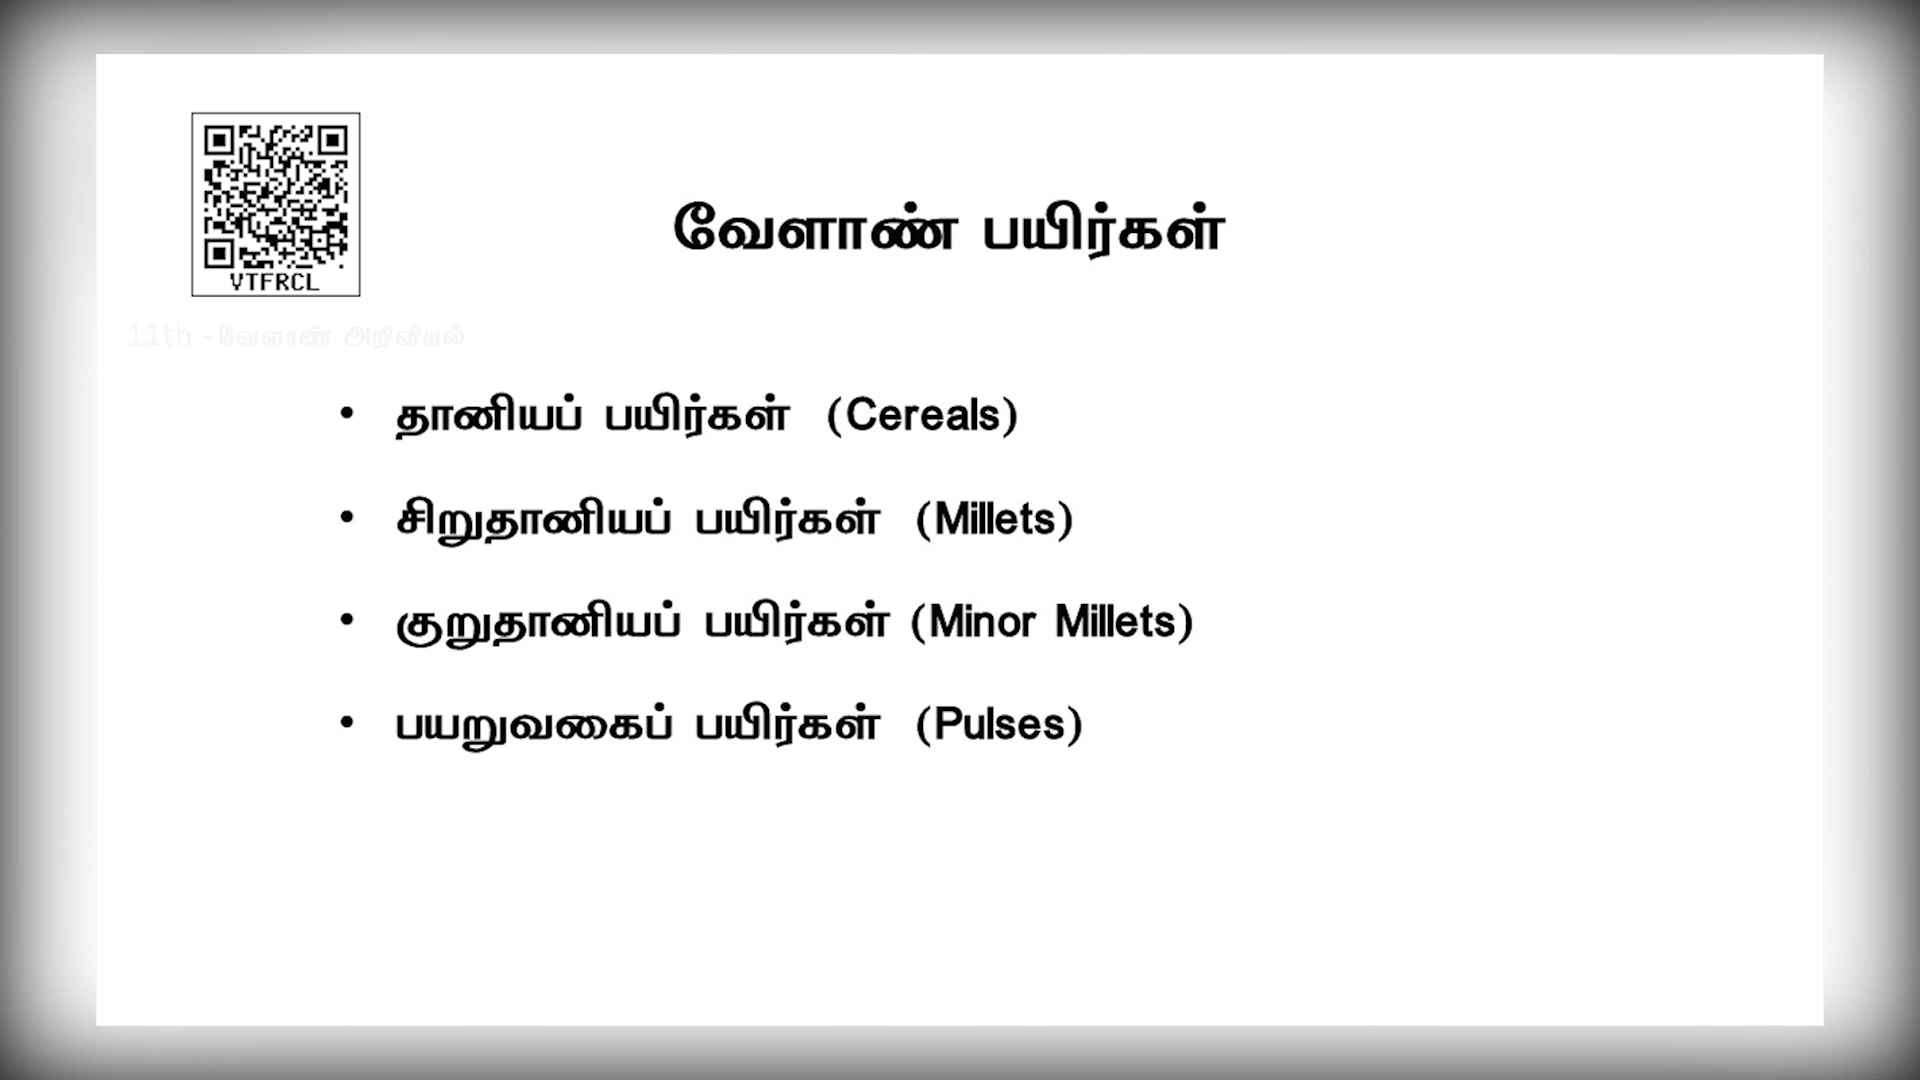 VTFRCL
வேளாண் பயிர்கள்
11th - வேளாண் அறிவியல்
• தானியப் பயிர்கள் (Cereals)
• சிறுதானியப் பயிர்கள் (Millets)
• குறுதானியப் பயிர்கள் (Minor Millets)
• பயறுவகைப் பயிர்கள் (Pulses)